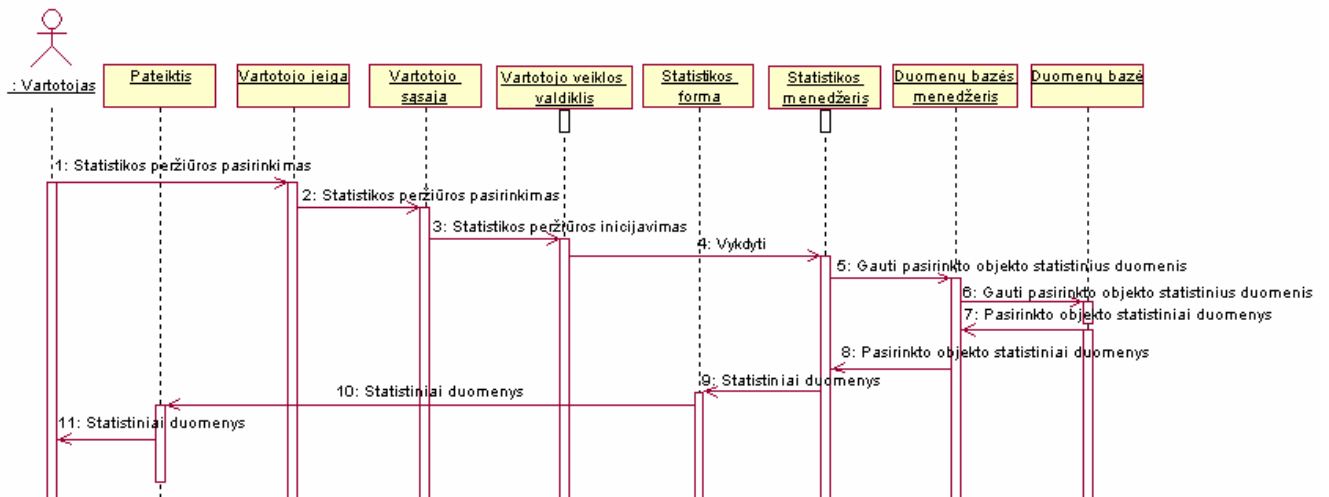 : Vartotojas
Pateiktis
Vartotojo įeiga
Vartotojo
sąsaja
Vartotojo veiklos
valdiklis
Statistikos
forma
Statistikos
menedžeris
Duomenų bazės
menedžeris
Duomenų bazė
1: Statistikos peržiūros pasirinkimas
2: Statistikos peržiūros pasirinkimas
3: Statistikos peržiūros inicijavimas
4: Vykdyti
5: Gauti pasirinkto objekto statistinius duomenis
6: Gauti pasirinkto objekto statistinius duomenis
7: Pasirinkto objekto statistiniai duomenys
8: Pasirinkto objekto statistiniai duomenys
9: Statistiniai duomenys
10: Statistiniai duomenys
11: Statistiniai duomenys